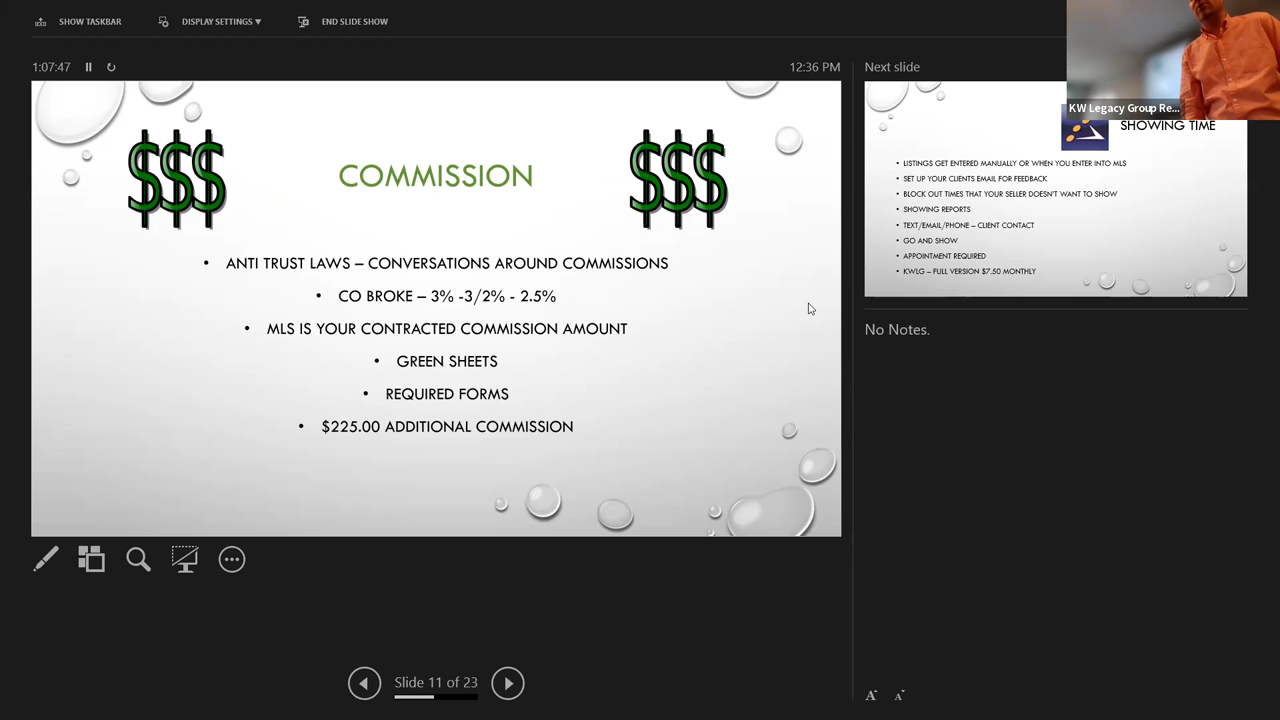 SHOW TASKBAR
DISPLAY SETTINGS ▼
END SLIDE SHOW
1:07:47
12:36 PM
$$$
COMMISSION
$$$
• ANTI TRUST LAWS – CONVERSATIONS AROUND COMMISSIONS
• CO BROKE – 3% -3/2% - 2.5%
• MLS IS YOUR CONTRACTED COMMISSION AMOUNT
• GREEN SHEETS
• REQUIRED FORMS
• $225.00 ADDITIONAL COMMISSION
Slide 11 of 23
Next slide
KW Legacy Group Re...
SHOWING TIME
• LISTINGS GET ENTERED MANUALLY OR WHEN YOU ENTER INTO MLS
• SET UP YOUR CLIENTS EMAIL FOR FEEDBACK
• BLOCK OUT TIMES THAT YOUR SELLER DOESN'T WANT TO SHOW
• SHOWING REPORTS
• TEXT/EMAIL/PHONE – CLIENT CONTACT
• GO AND SHOW
• APPOINTMENT REQUIRED
• KWLG – FULL VERSION $7.50 MONTHLY
No Notes.
A A